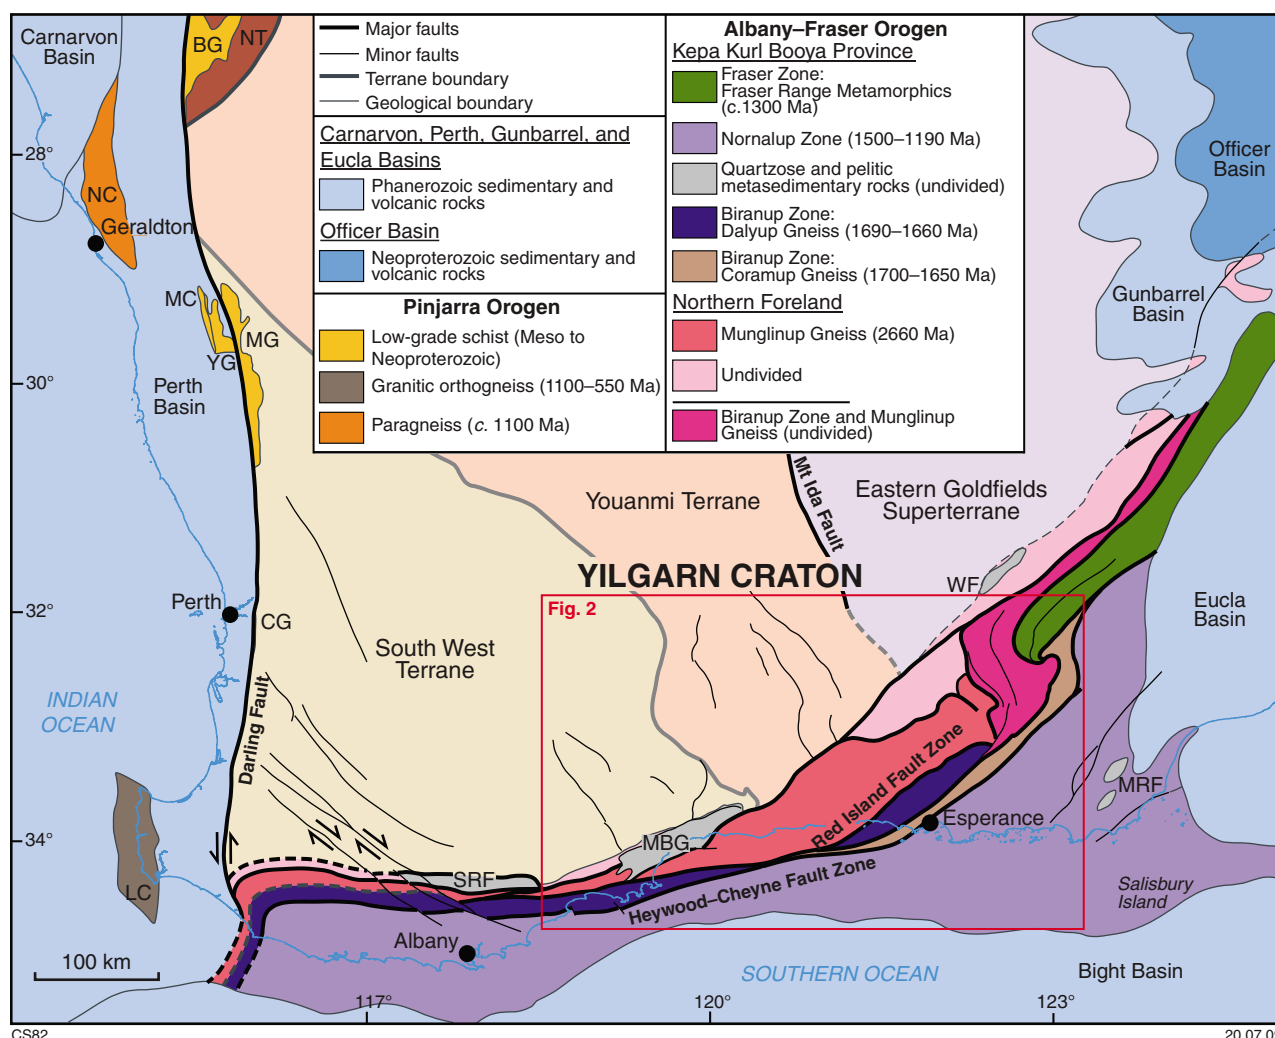 Carnarvon
Basin
BG
NT
28°
NC
Geraldton
MC
MG
YG
30°
Perth
Basin
Major faults
Minor faults
Terrane boundary
Geological boundary
Carnarvon, Perth, Gunbarrel, and
Eucla Basins
Phanerozoic sedimentary and
volcanic rocks
Officer Basin
Neoproterozoic sedimentary and
volcanic rocks
Pinjarra Orogen
Low-grade schist (Meso to
Neoproterozoic)
Granitic orthogneiss (1100–550 Ma)
Paragneiss (c. 1100 Ma)
Albany–Fraser Orogen
Kepa Kurl Booya Province
Fraser Zone:
Fraser Range Metamorphics
(c.1300 Ma)
Nornalup Zone (1500–1190 Ma)
Quartzose and pelitic
metasedimentary rocks (undivided)
Biranup Zone:
Dalyup Gneiss (1690–1660 Ma)
Biranup Zone:
Coramup Gneiss (1700–1650 Ma)
Northern Foreland
Munglinup Gneiss (2660 Ma)
Undivided
Biranup Zone and Munglinup
Gneiss (undivided)
Officer
Basin
Gunbarrel
Basin
Mt Ida Fault
Youanmi Terrane
Eastern Goldfields
Superterrane
YILGARN CRATON
WF
32°
Perth
CG
Fig. 2
Eucla
Basin
South West
Terrane
INDIAN
OCEAN
Darling Fault
Red Island Fault Zone
MRF
Esperance
34°
MBG
LC
SRF
Heywood–Cheyne Fault Zone
Salisbury
Island
Albany
100 km
SOUTHERN OCEAN
Bight Basin
117°
120°
123°
CS82
20.07.0